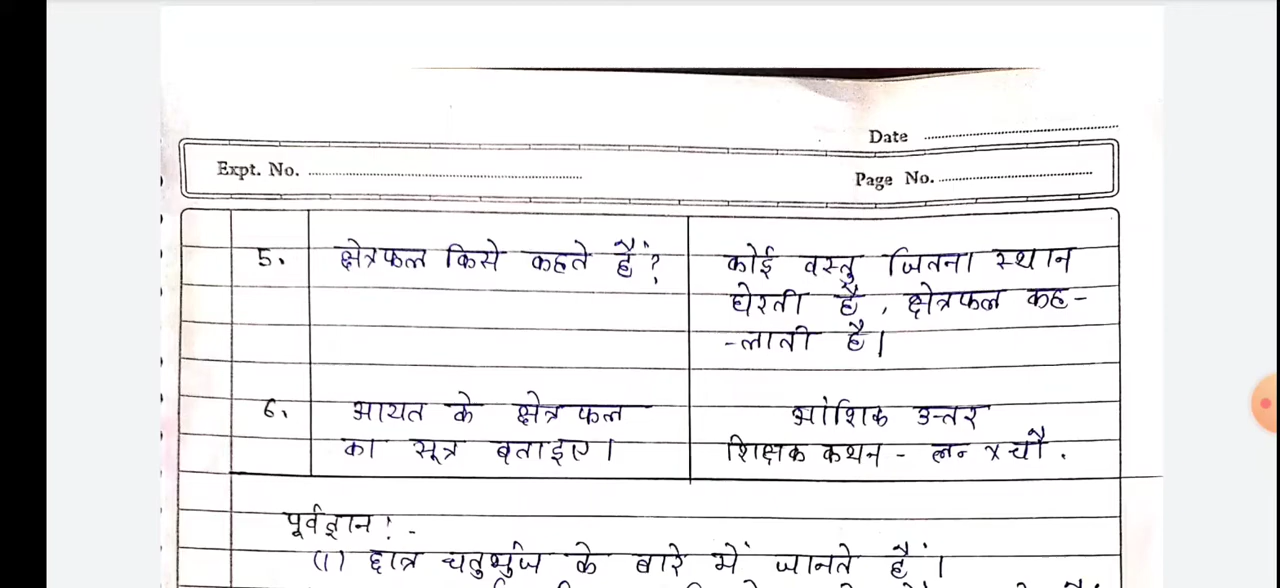 Date
Expt. No.
Page No.
5. क्षेत्रफल किसे कहते हैं? कोई वस्तु जितना स्थान
घेरती है, क्षेत्रफल कह-
-लाती है।
6. आयत के क्षेत्रफल आंशिक उत्तर
का सूत्र बताइए। शिक्षक कथन - ल० x चौ.
पूर्वज्ञान:-
(1) छात्र चतुर्भुज के बारे में जानते हैं।